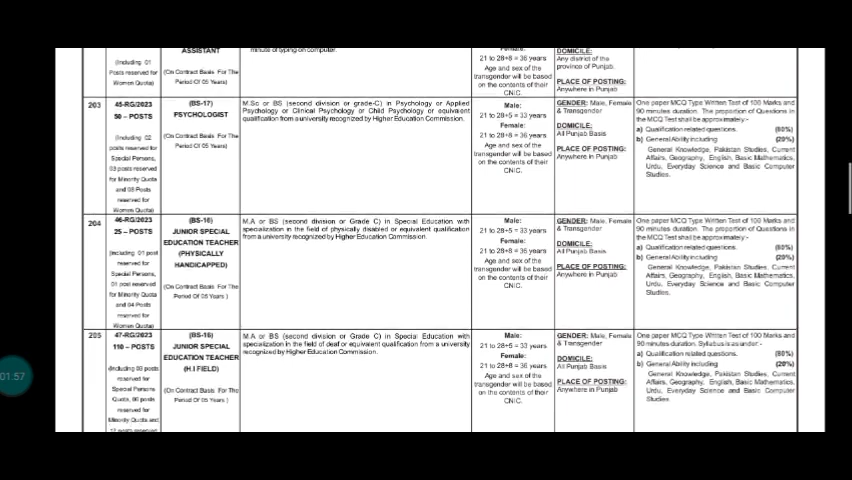 ASSISTANT
(Including 01
Posts reserved for
Women Quota)
(On Contract Basis For The
Period Of 05 Years)
minute of typing on computer.
Female:
21 to 28+8 = 36 years
Age and sex of the
transgender will be based
on the contents of their
CNIC.
DOMICILE:
Any district of the
province of Punjab.
PLACE OF POSTING:
Anywhere in Punjab
203
45-RG/2023
58 – POSTS
(Including 02
posts reserved for
Special Persons,
03 posts reserved
for Minority Quota
and 08 Posts
reserved for
Women Quota)
(BS-17)
PSYCHOLOGIST
(On Contract Basis For The
Period Of 05 Years)
M.Sc or BS (second division or grade-C) in Psychology or Applied
Psychology or Clinical Psychology or Child Psychology or equivalent
qualification from a university recognized by Higher Education Commission.
Male:
21 to 28+5 = 33 years
Female:
21 to 28+8 = 36 years
Age and sex of the
transgender will be based
on the contents of their
CNIC.
GENDER: Male, Female
& Transgender
DOMICILE:
All Punjab Basis
PLACE OF POSTING:
Anywhere in Punjab
One paper MCQ Type Written Test of 100 Marks and
90 minutes duration. The proportion of Questions in
the MCQ Test shall be approximately:-
a) Qualification related questions. (80%)
b) General Ability including (20%)
General Knowledge, Pakistan Studies, Current
Affairs, Geography, English, Basic Mathematics,
Urdu, Everyday Science and Basic Computer
Studies.
204
46-RG/2023
25 – POSTS
(Including 01 post
reserved for
Special Persons,
01 post reserved
for Minority Quota
and 04 Posts
reserved for
Women Quota)
(BS-16)
JUNIOR SPECIAL
EDUCATION TEACHER
(PHYSICALLY
HANDICAPPED)
(On Contract Basis For The
Period Of 05 Years )
M.A or BS (second division or Grade C) in Special Education with
specialization in the field of physically disabled or equivalent qualification
from a university recognized by Higher Education Commission.
Male:
21 to 28+5 = 33 years
Female:
21 to 28+8 = 36 years
Age and sex of the
transgender will be based
on the contents of their
CNIC.
GENDER: Male, Female
& Transgender
DOMICILE:
All Punjab Basis
PLACE OF POSTING:
Anywhere in Punjab
One paper MCQ Type Written Test of 100 Marks and
90 minutes duration. The proportion of Questions in
the MCQ Test shall be approximately:-
a) Qualification related questions. (80%)
b) General Ability including (20%)
General Knowledge, Pakistan Studies, Current
Affairs, Geography, English, Basic Mathematics,
Urdu, Everyday Science and Basic Computer
Studies.
205
47-RG/2023
110 – POSTS
(Including 03 posts
reserved for
Special Persons
Quota, 06 posts
reserved for
Minority Quota and
(BS-16)
JUNIOR SPECIAL
EDUCATION TEACHER
(H.I FIELD)
(On Contract Basis For The
Period Of 05 Years )
M.A or BS (second division or Grade C) in Special Education with
specialization in the field of deaf or equivalent qualification from a university
recognized by Higher Education Commission.
Male:
21 to 28+5 = 33 years
Female:
21 to 28+8 = 36 years
Age and sex of the
transgender will be based
on the contents of their
CNIC.
GENDER: Male, Female
& Transgender
DOMICILE:
All Punjab Basis
PLACE OF POSTING:
Anywhere in Punjab
One paper MCQ Type Written Test of 100 Marks and
90 minutes duration. Syllabus is as under:-
a) Qualification related questions. (80%)
b) General Ability including (20%)
General Knowledge, Pakistan Studies, Current
Affairs, Geography, English, Basic Mathematics,
Urdu, Everyday Science and Basic Computer
Studies
01:57